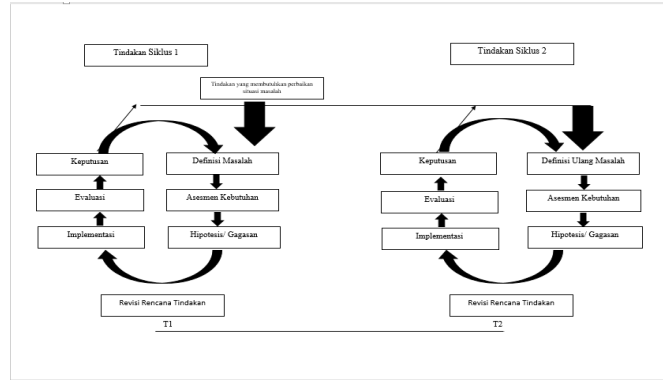 Tindakan Siklus 1
Tindakan Siklus 2
Tindakan yang membutuhkan perbaikan
situasi masalah
Keputusan
Definisi Masalah
Evaluasi
Asesmen Kebutuhan
Implementasi
Hipotesis/ Gagasan
Revisi Rencana Tindakan
T1
Keputusan
Definisi Ulang Masalah
Evaluasi
Asesmen Kebutuhan
Implementasi
Hipotesis/ Gagasan
Revisi Rencana Tindakan
T2